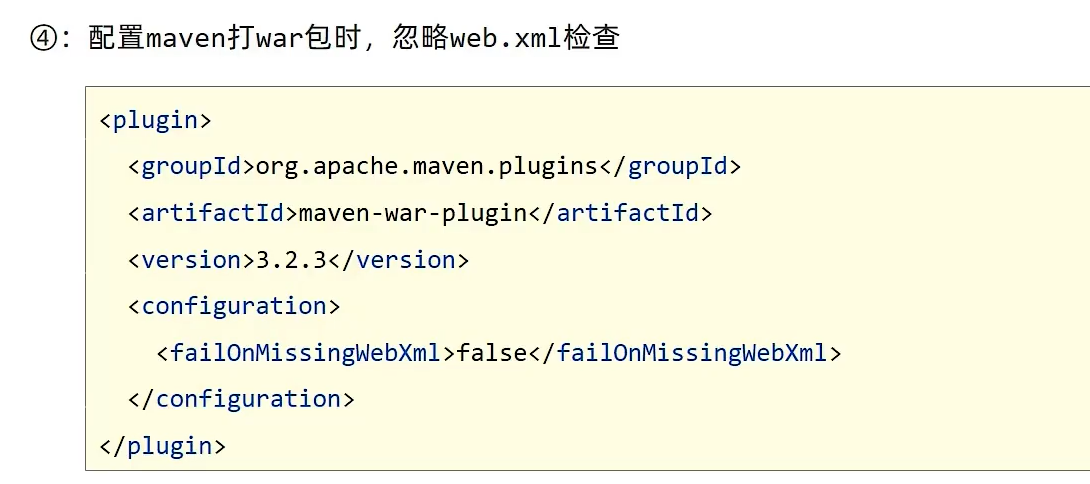 ④：配置maven打war包时，忽略web.xml检查
<plugin>
  <groupId>org.apache.maven.plugins</groupId>
  <artifactId>maven-war-plugin</artifactId>
  <version>3.2.3</version>
  <configuration>
    <failOnMissingWebXml>false</failOnMissingWebXml>
  </configuration>
</plugin>